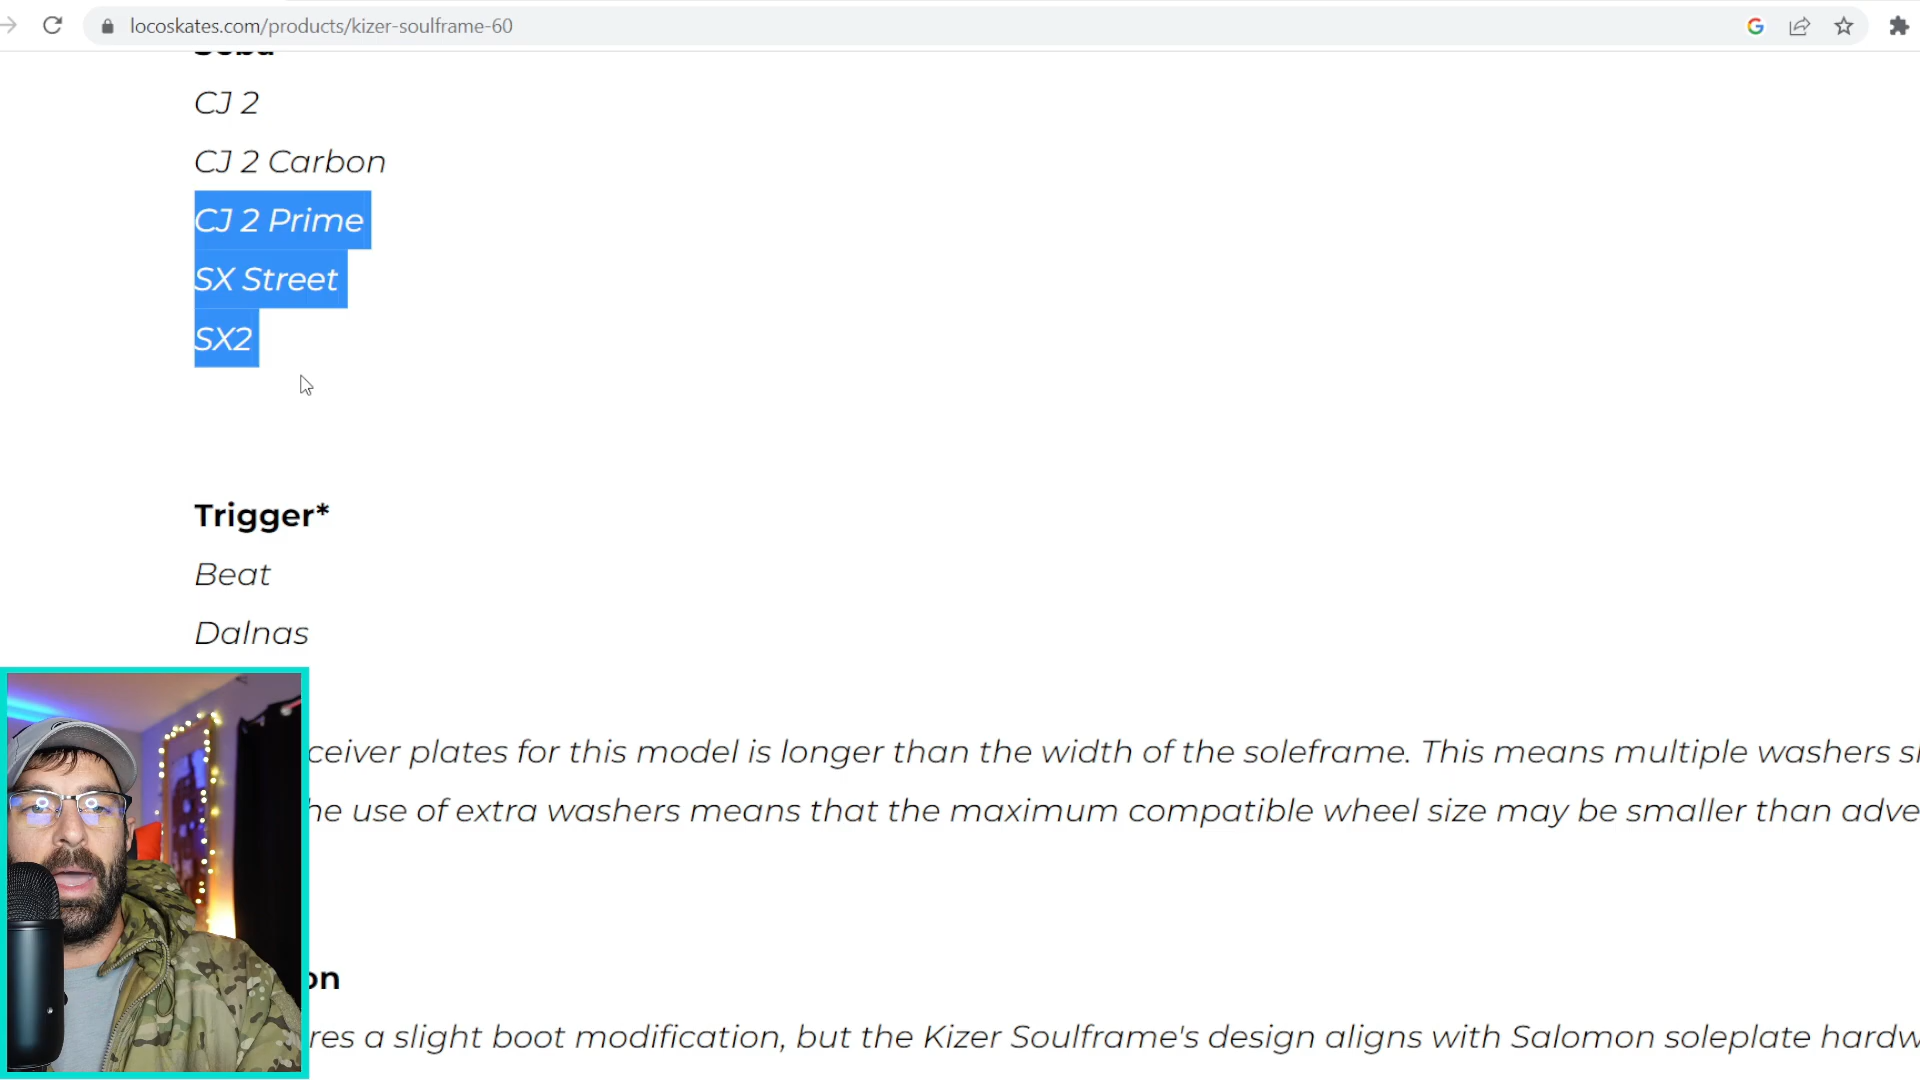 locoskates.com/products/kizer-soulframe-60
Seba
CJ 2
CJ 2 Carbon
CJ 2 Prime
SX Street
SX2
Trigger*
Beat
Dalnas
ceiver plates for this model is longer than the width of the soleframe. This means multiple washers s
he use of extra washers means that the maximum compatible wheel size may be smaller than adve
on
res a slight boot modification, but the Kizer Soulframe's design aligns with Salomon soleplate hardw